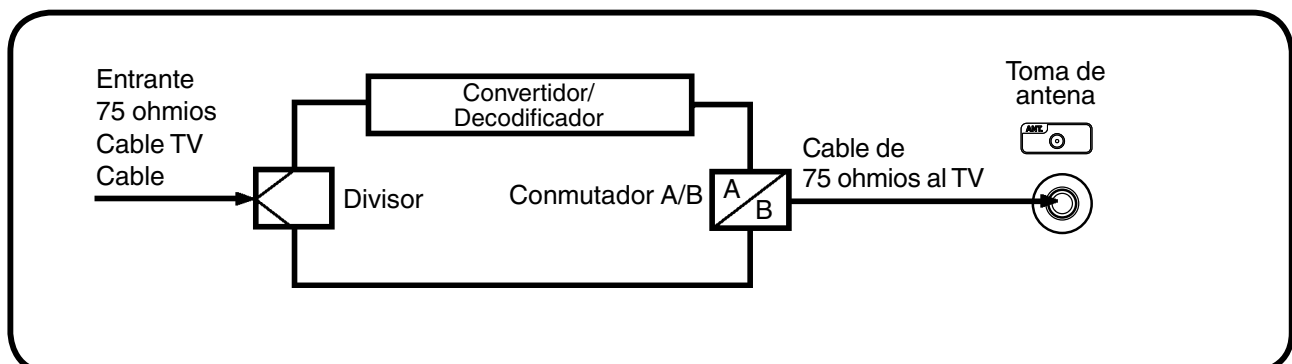 Entrante
75 ohmios
Cable TV
Cable
Convertidor/
Decodificador
Divisor
Conmutador A/B
A
B
Cable de
75 ohmios al TV
Toma de
antena
ANT.